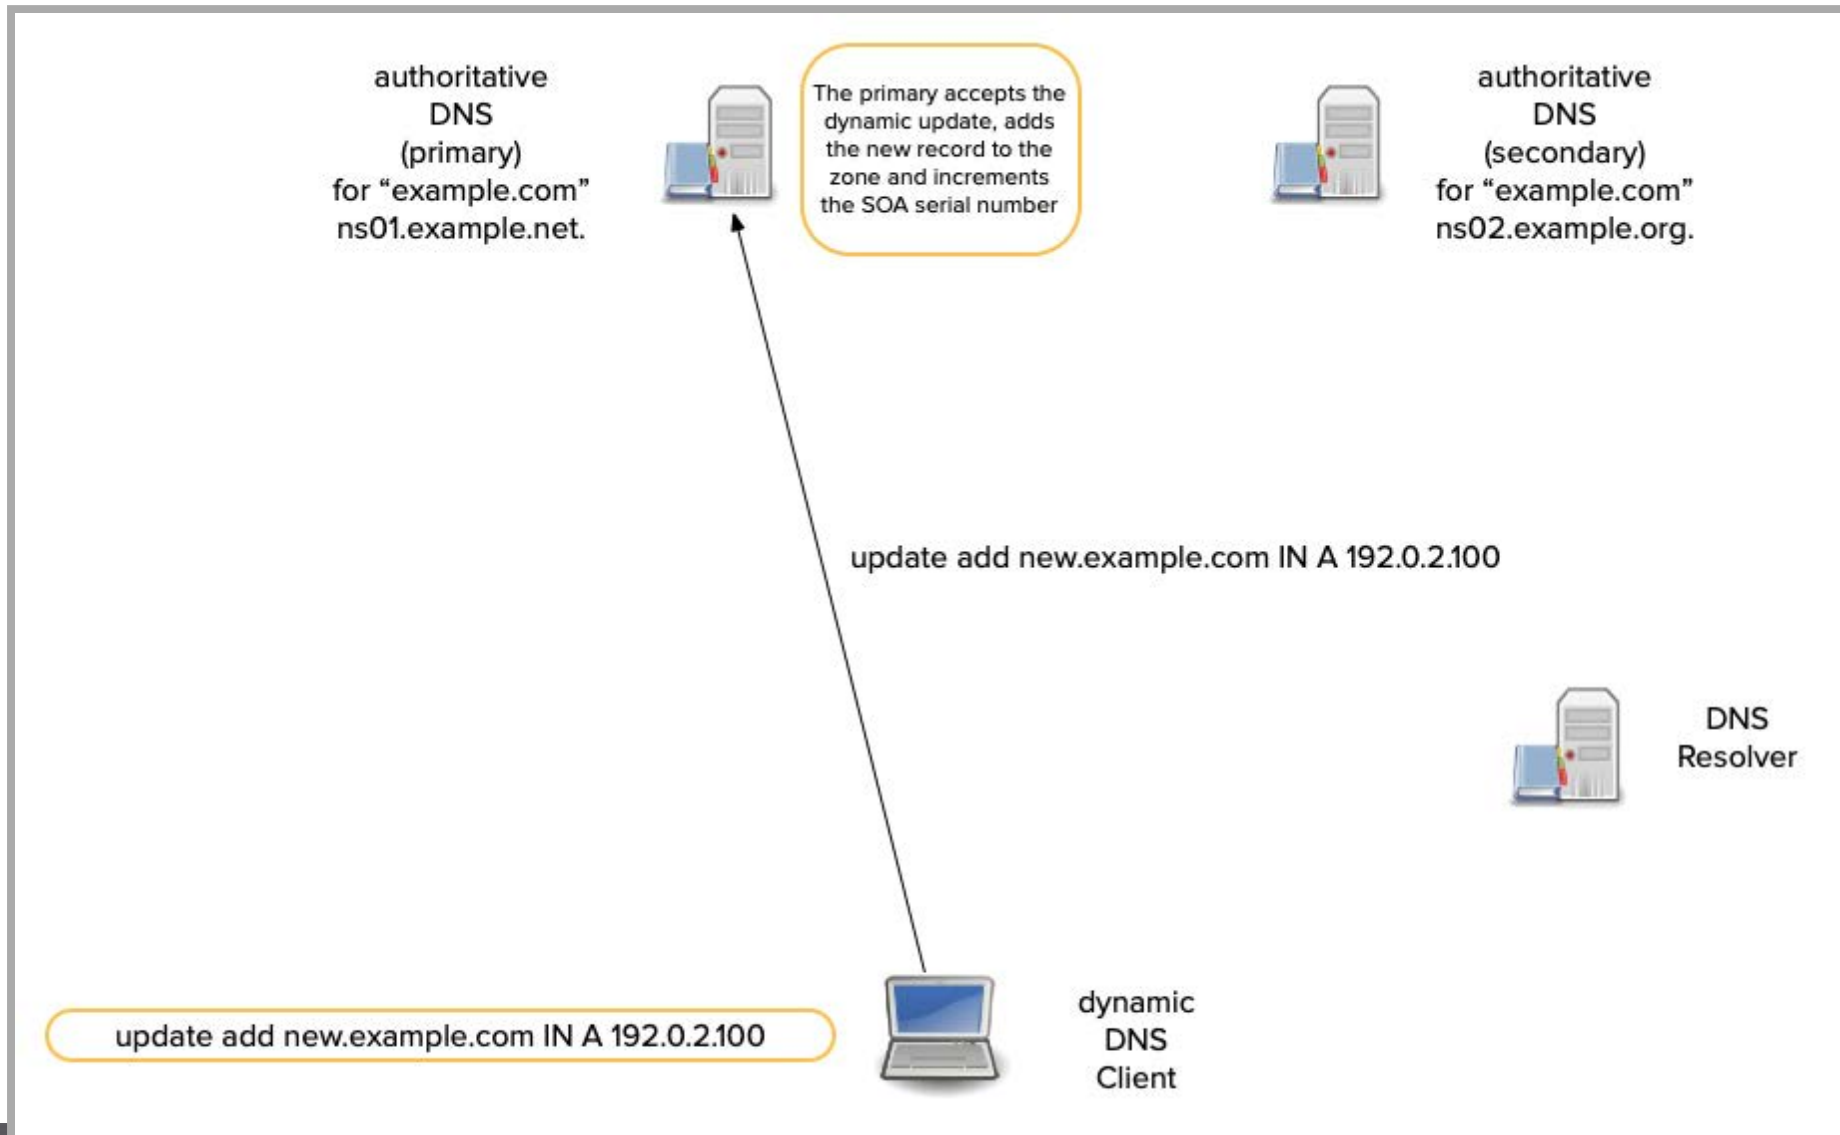 authoritative
DNS
(primary)
for “example.com”
ns01.example.net.
The primary accepts the
dynamic update, adds
the new record to the
zone and increments
the SOA serial number
authoritative
DNS
(secondary)
for “example.com”
ns02.example.org.
update add new.example.com IN A 192.0.2.100
DNS
Resolver
update add new.example.com IN A 192.0.2.100
dynamic
DNS
Client